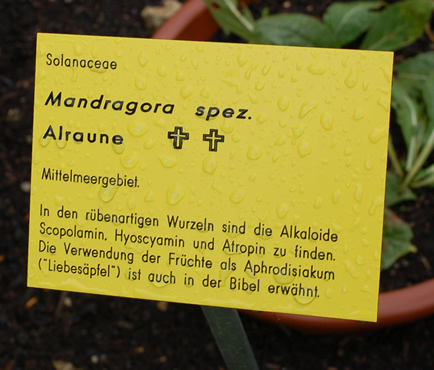 Solanaceae
Mandragora spez.
Alraune ✞ ✞
Mittelmeergebiet.
In den rübenartigen Wurzeln sind die Alkaloide
Scopolamin, Hyoscyamin und Atropin zu finden.
Die Verwendung der Früchte als Aphrodisiakum
("Liebesäpfel") ist auch in der Bibel erwähnt.